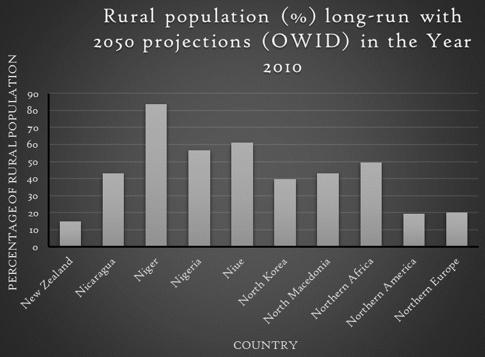 Rural population (%) long-run with
2050 projections (OWID) in the Year
2010
PERCENTAGE OF RURAL POPULATION
90
80
70
60
50
40
30
20
10
0
New Zealand
Nicaragua
Niger
Nigeria
Niue
North Korea
North Macedonia
Northern Africa
Northern America
Northern Europe
COUNTRY